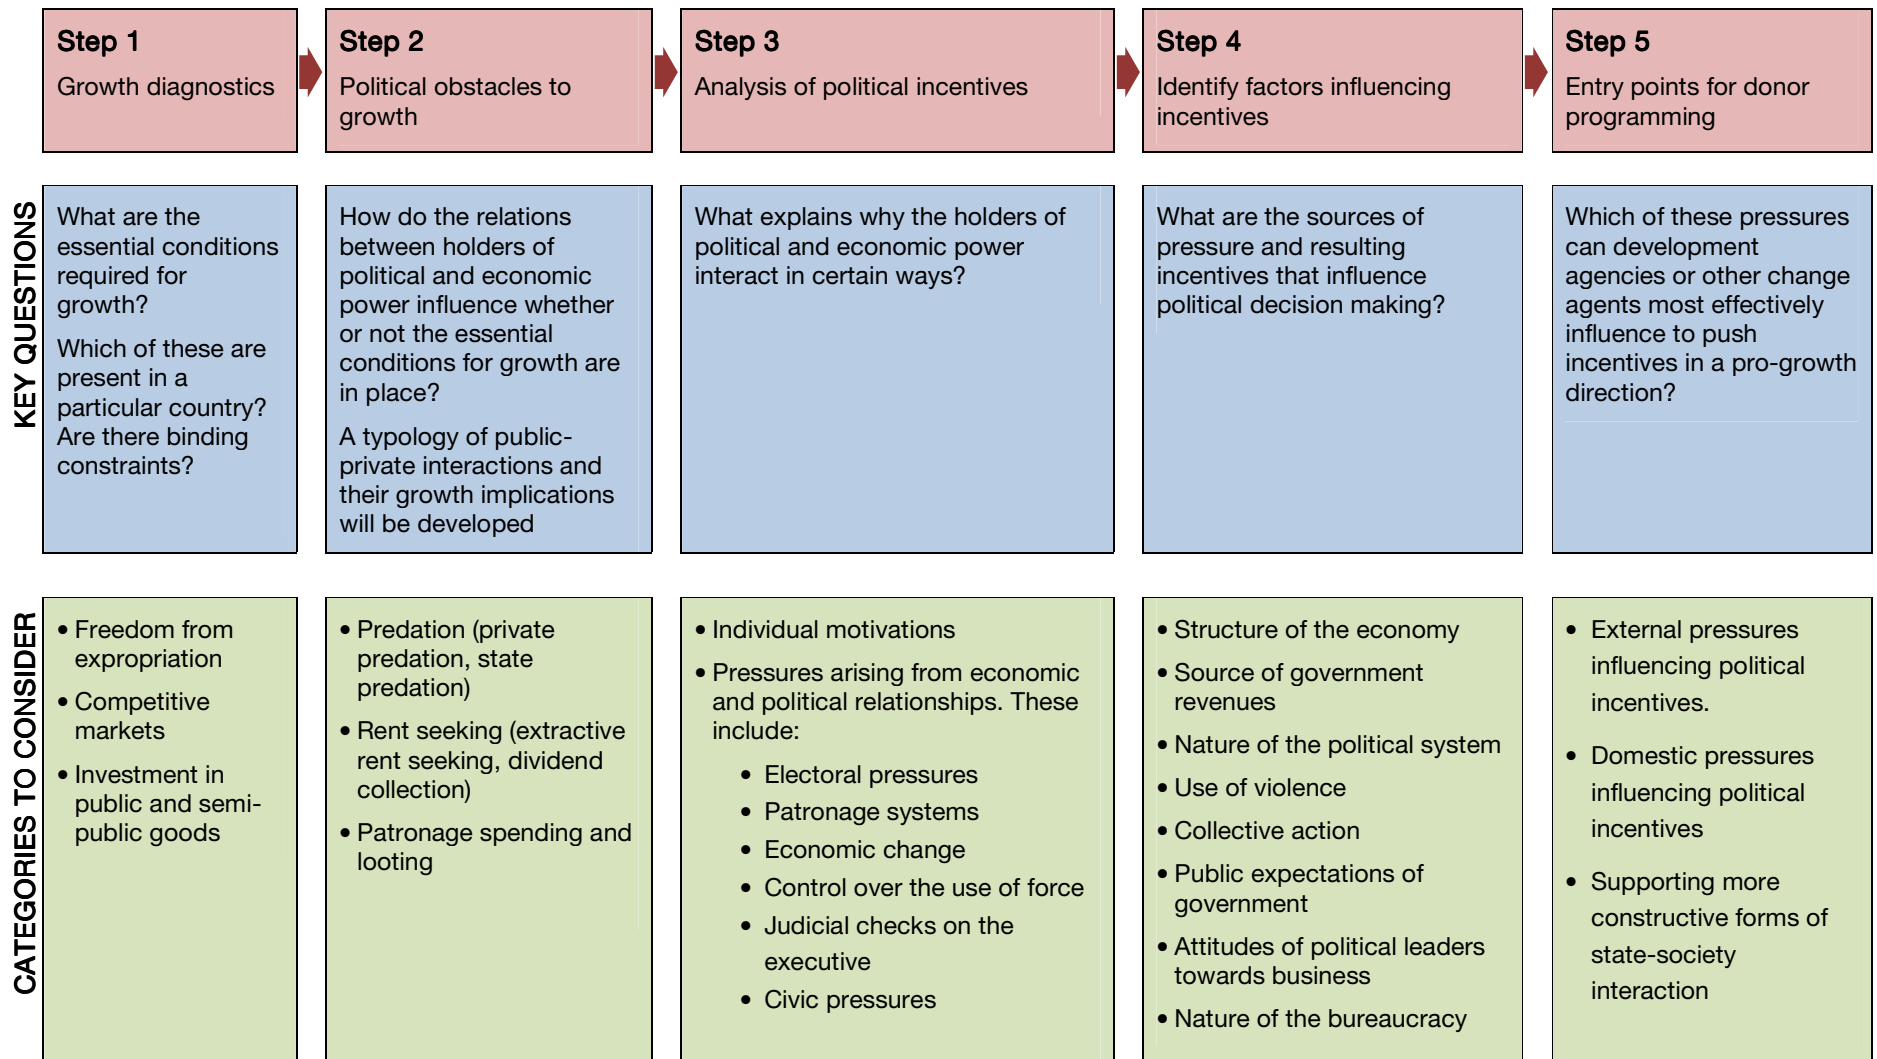 Step 1
Growth diagnostics
Step 2
Political obstacles to
growth
Step 3
Analysis of political incentives
Step 4
Identify factors influencing
incentives
Step 5
Entry points for donor
programming
KEY QUESTIONS
What are the
essential conditions
required for
growth?
Which of these are
present in a
particular country?
Are there binding
constraints?
How do the relations
between holders of
political and economic
power influence whether
or not the essential
conditions for growth are
in place?
A typology of public-
private interactions and
their growth implications
will be developed
What explains why the holders of
political and economic power
interact in certain ways?
What are the sources of
pressure and resulting
incentives that influence
political decision making?
Which of these pressures
can development
agencies or other change
agents most effectively
influence to push
incentives in a pro-growth
direction?
CATEGORIES TO CONSIDER
• Freedom from
expropriation
• Competitive
markets
• Investment in
public and semi-
public goods
• Predation (private
predation, state
predation)
• Rent seeking (extractive
rent seeking, dividend
collection)
• Patronage spending and
looting
• Individual motivations
• Pressures arising from economic
and political relationships. These
include:
• Electoral pressures
• Patronage systems
• Economic change
• Control over the use of force
• Judicial checks on the
executive
• Civic pressures
• Structure of the economy
• Source of government
revenues
• Nature of the political system
• Use of violence
• Collective action
• Public expectations of
government
• Attitudes of political leaders
towards business
• Nature of the bureaucracy
• External pressures
influencing political
incentives.
• Domestic pressures
influencing political
incentives
• Supporting more
constructive forms of
state-society
interaction